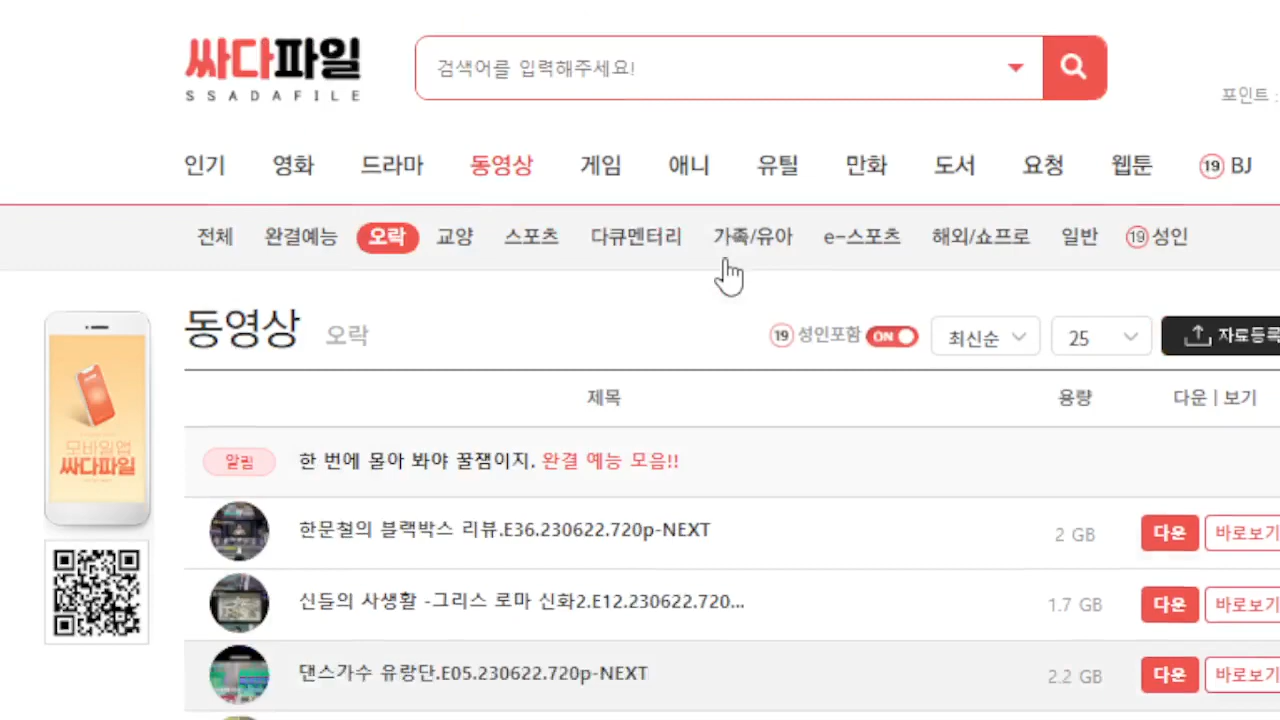 싸다파일
SSADAFILE
검색어를 입력해주세요!
포인트 :
인기 영화 드라마 동영상 게임 애니 유틸 만화 도서 요청 웹툰 19 BJ
전체 완결예능 오락 교양 스포츠 다큐멘터리 가족/유아 e-스포츠 해외/쇼프로 일반 19 성인
동영상 오락 19 성인포함 ON 최신순 25 자료등록
제목 용량 다운 | 보기
알림 한 번에 몰아 봐야 꿀잼이지. 완결 예능 모음!!
한문철의 블랙박스 리뷰.E36.230622.720p-NEXT 2 GB 다운 바로보기
신들의 사생활 -그리스 로마 신화2.E12.230622.720... 1.7 GB 다운 바로보기
댄스가수 유랑단.E05.230622.720p-NEXT 2.2 GB 다운 바로보기
모바일앱
싸다파일